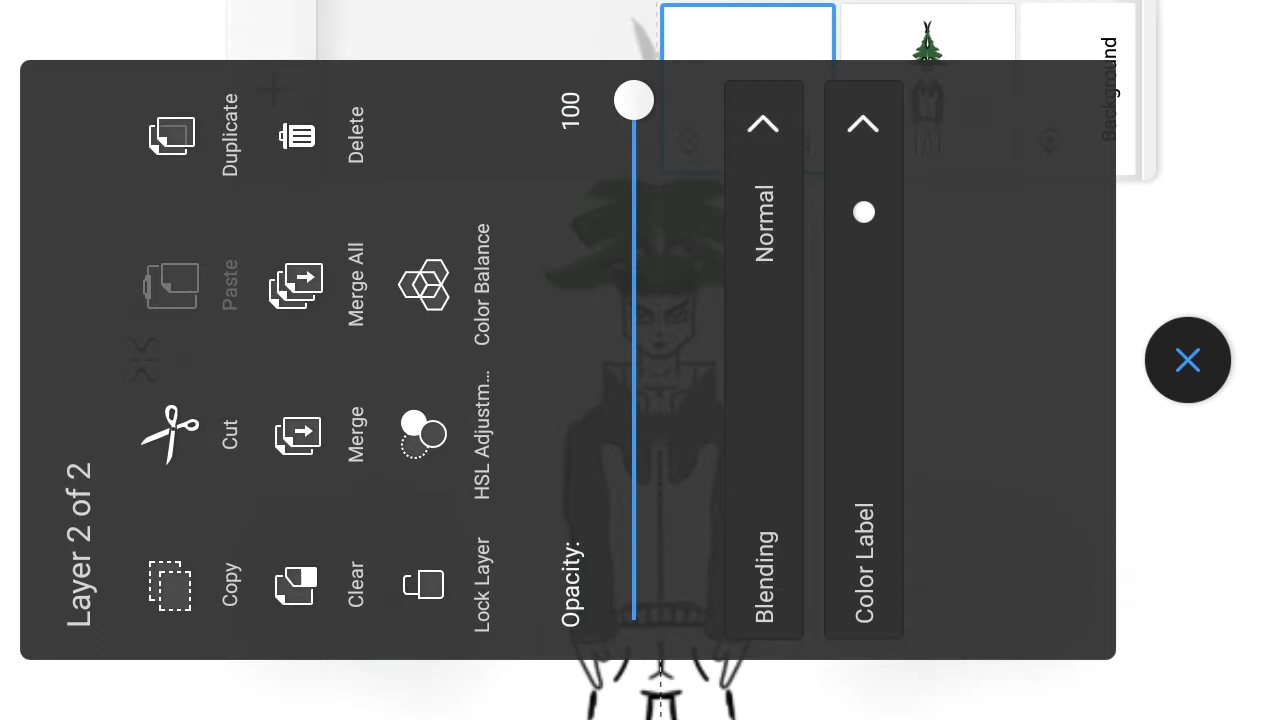 Layer 2 of 2
Copy
Cut
Paste
Duplicate
Clear
Merge
Merge All
Delete
Lock Layer
HSL Adjustm...
Color Balance
Opacity:
100
Blending
Normal
Color Label
Background